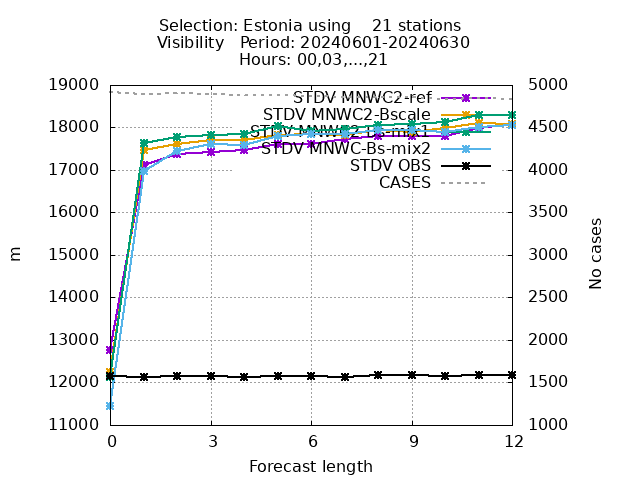 Selection: Estonia using    21 stations
Visibility   Period: 20240601-20240630
Hours: 00,03,...,21
19000
18000
17000
16000
15000
14000
13000
12000
11000
m
5000
4500
4000
3500
3000
2500
2000
1500
1000
No cases
STDV MNWC2-ref
STDV MNWC2-Bscale
STDV MNWC-Bs-mix2
STDV OBS
CASES
0
3
6
9
12
Forecast length